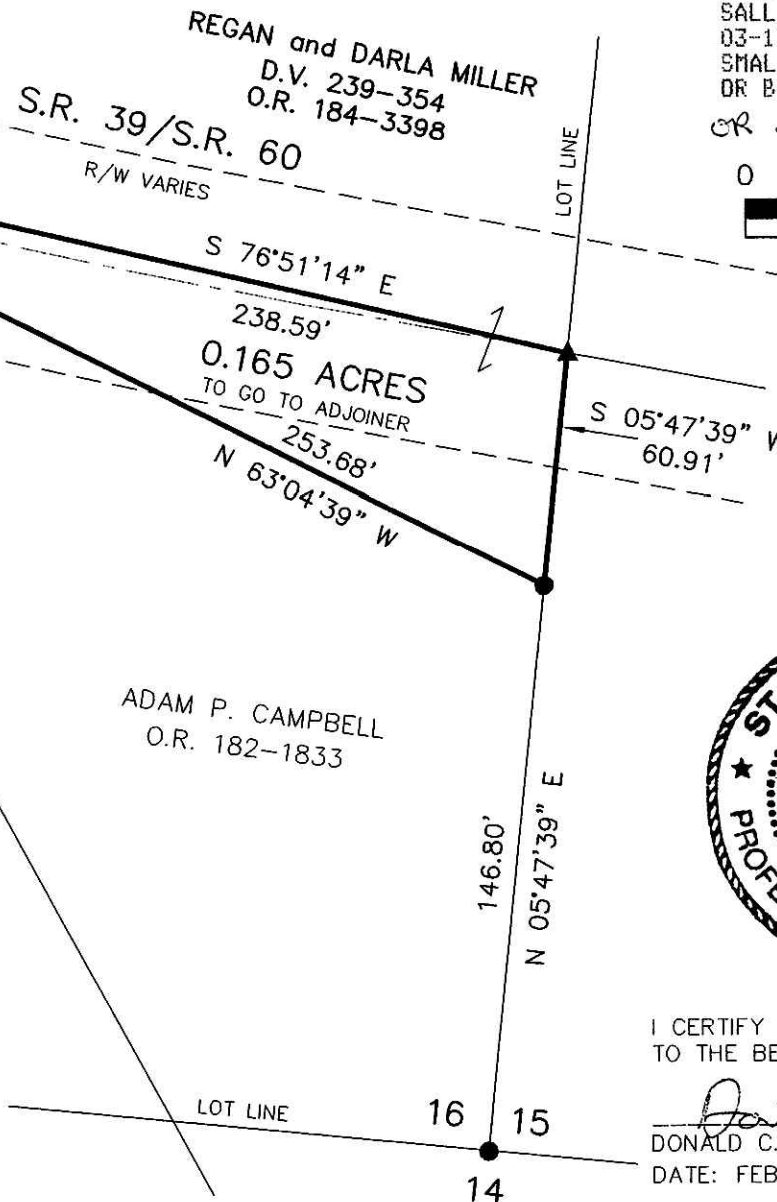 REGAN and DARLA MILLER
D.V. 239-354
O.R. 184-3398
S.R. 39/S.R. 60
R/W VARIES
LOT LINE
03-1
OR B
OR
0
S 76°51'14" E
238.59'
0.165 ACRES
TO GO TO ADJOINER
253.68'
N 63°04'39" W
S 05°47'39" W
60.91'
ADAM P. CAMPBELL
O.R. 182-1833
146.80'
N 05°47'39" E
ST
PROFE
I CERTIFY
TO THE BE
DONALD C.
DATE: FEB
LOT LINE
16 15
14